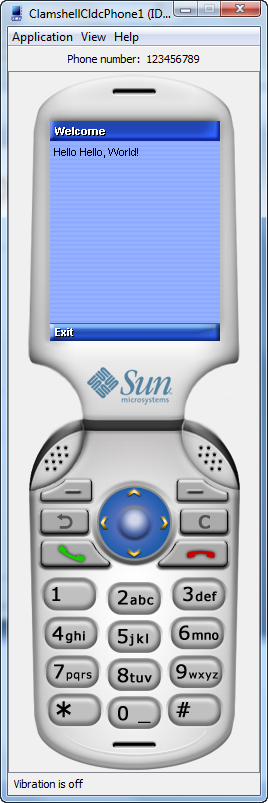 ClamshellCldcPhone1 (ID...
Application View Help
Phone number: 123456789
Welcome
Hello Hello, World!
Exit
Sun
microsystems
C
1 2abc 3def
4ghi 5jkl 6mno
7pqrs 8tuv 9wxyz
* 0 _ #
Vibration is off